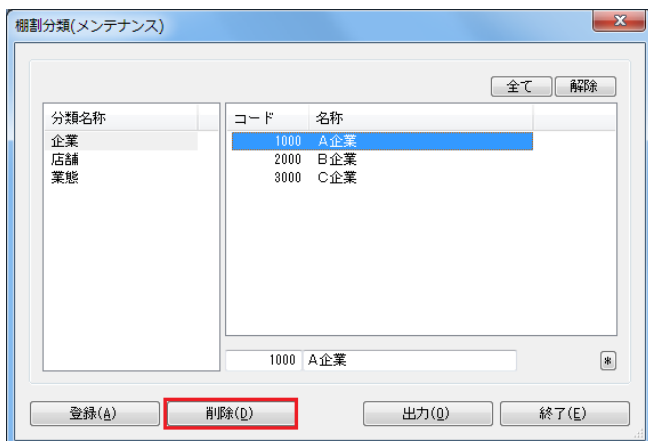 棚割分類(メンテナンス)
全て 解除
分類名称
企業
店舗
業態
コード 名称
1000 A企業
2000 B企業
3000 C企業
1000 A企業
*
登録(A) 削除(D) 出力(O) 終了(E)